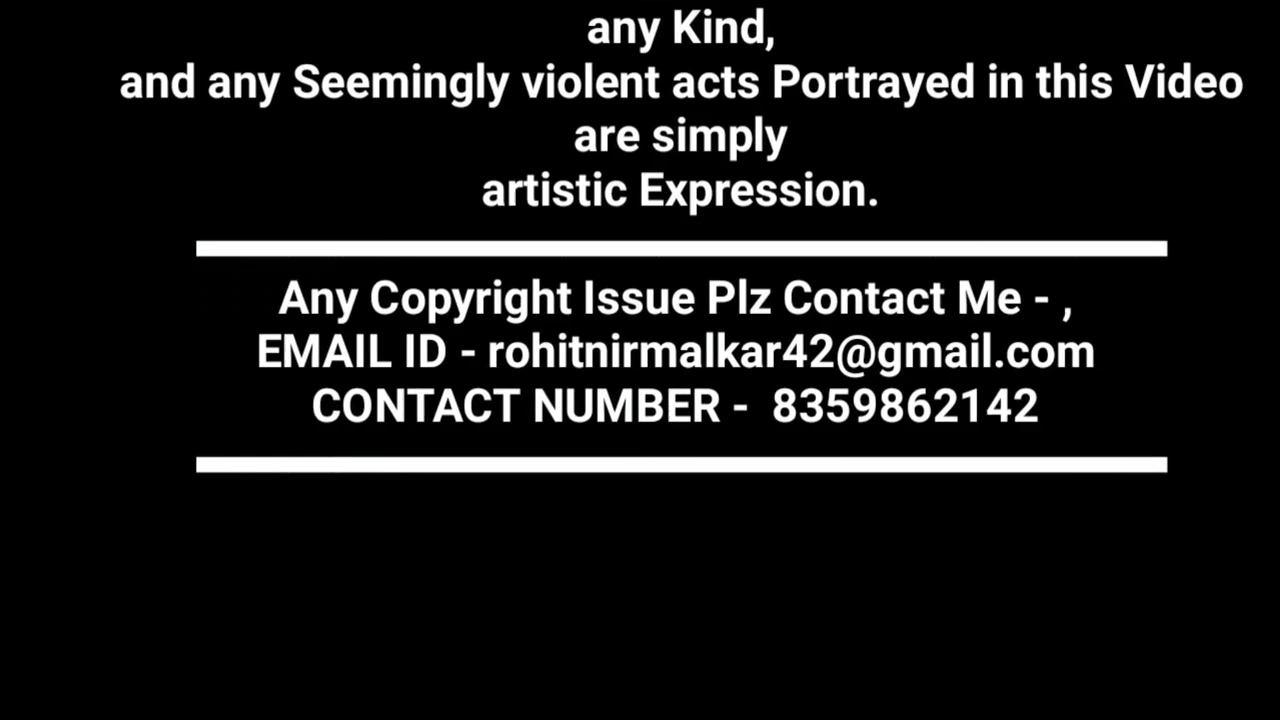 any Kind,
and any Seemingly violent acts Portrayed in this Video
are simply
artistic Expression.
Any Copyright Issue Plz Contact Me - ,
EMAIL ID - rohitnirmalkar42@gmail.com
CONTACT NUMBER -  8359862142